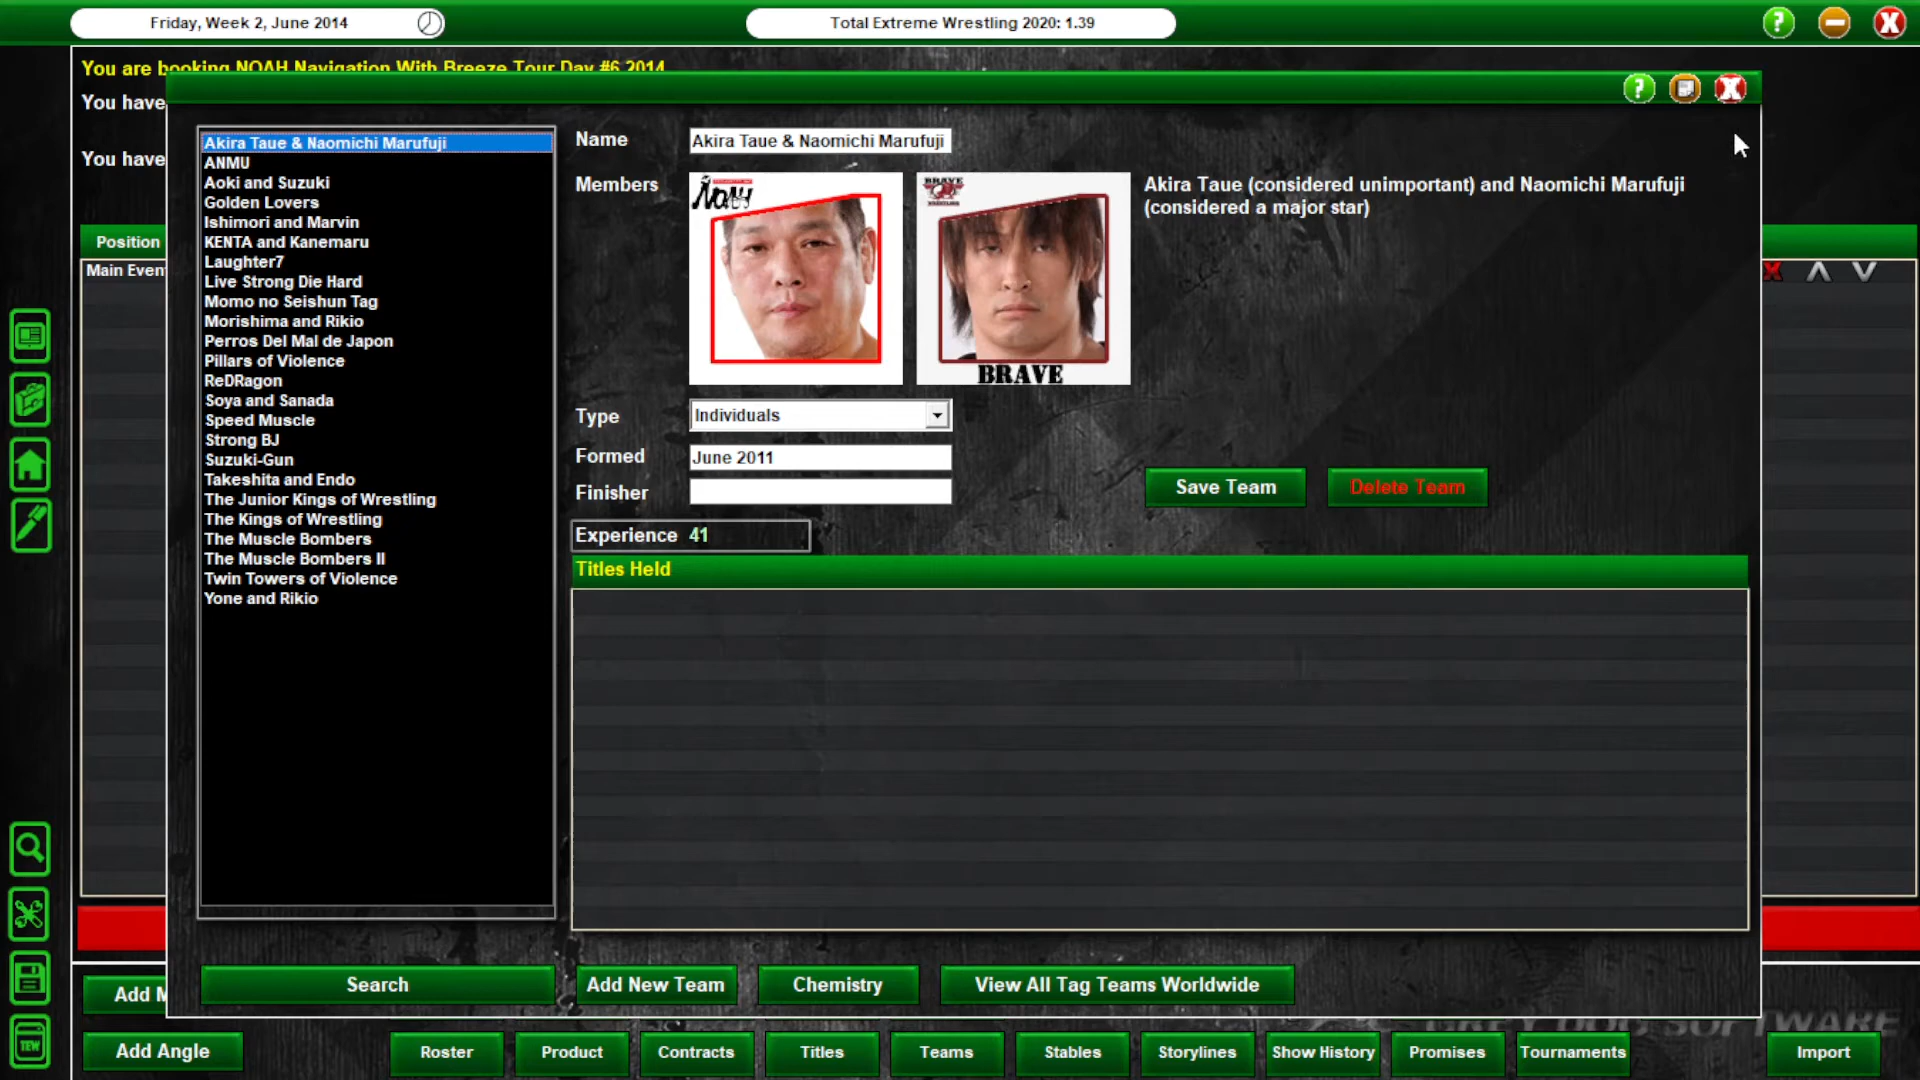 Friday, Week 2, June 2014
Total Extreme Wrestling 2020: 1.39
You are booking NOAH Navigation With Breeze Tour Day #6 2014
You have
You have
Position
Main Even
Akira Taue & Naomichi Marufuji
ANMU
Aoki and Suzuki
Golden Lovers
Ishimori and Marvin
KENTA and Kanemaru
Laughter7
Live Strong Die Hard
Momo no Seishun Tag
Morishima and Rikio
Perros Del Mal de Japon
Pillars of Violence
ReDRagon
Soya and Sanada
Speed Muscle
Strong BJ
Suzuki-Gun
Takeshita and Endo
The Junior Kings of Wrestling
The Kings of Wrestling
The Muscle Bombers
The Muscle Bombers II
Twin Towers of Violence
Yone and Rikio
Name
Akira Taue & Naomichi Marufuji
Members
NOAH
BRAVE
BRAVE
Akira Taue (considered unimportant) and Naomichi Marufuji
(considered a major star)
Type
Individuals
Formed
June 2011
Finisher
Save Team
Delete Team
Experience 41
Titles Held
Search
Add New Team
Chemistry
View All Tag Teams Worldwide
Add M
GREY DOG SOFTWARE
TEW
Add Angle
Roster
Product
Contracts
Titles
Teams
Stables
Storylines
Show History
Promises
Tournaments
Import